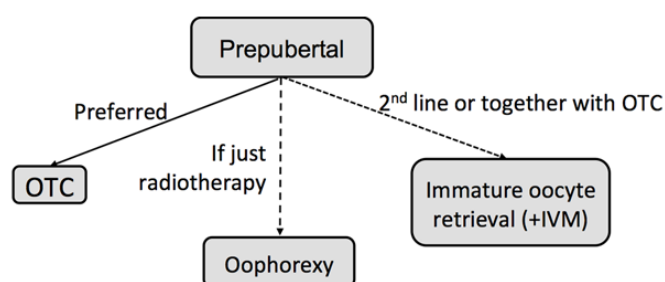 Prepubertal
Preferred
2nd line or together with OTC
If just
radiotherapy
OTC
Immature oocyte
retrieval (+IVM)
Oophorexy